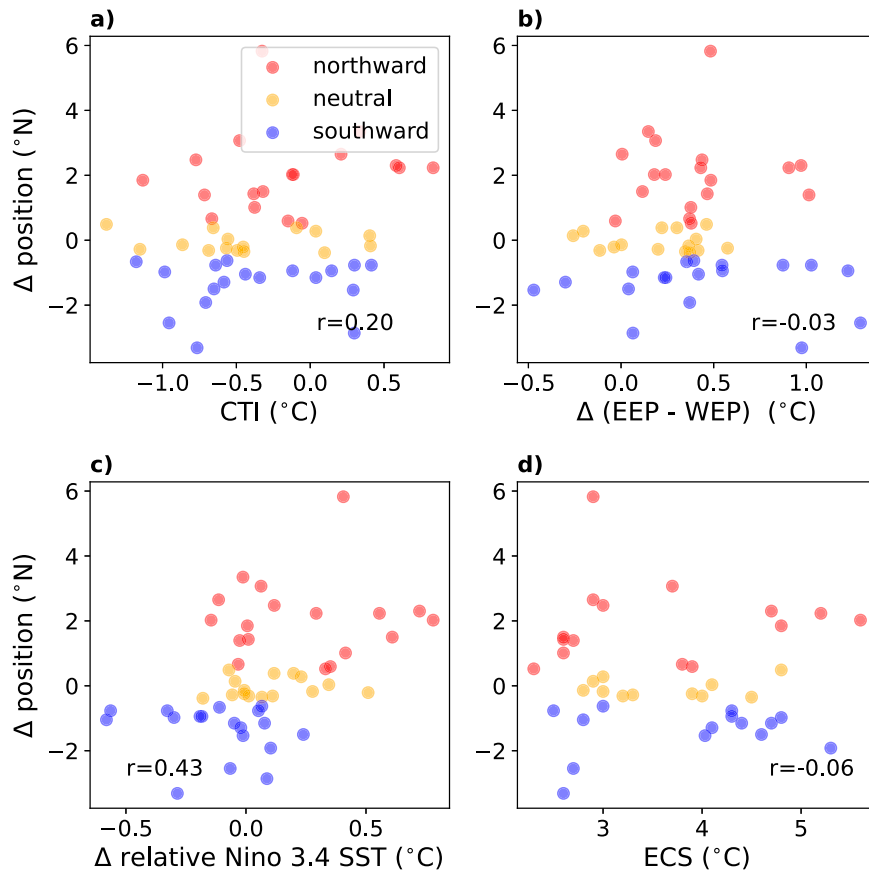 a)
6
4
2
0
−2
Δ position (°N)
northward
neutral
southward
r=0.20
−1.0
−0.5
0.0
0.5
CTI (°C)
b)
6
4
2
0
−2
r=-0.03
−0.5
0.0
0.5
1.0
Δ (EEP - WEP) (°C)
c)
6
4
2
0
−2
Δ position (°N)
r=0.43
−0.5
0.0
0.5
Δ relative Nino 3.4 SST (°C)
d)
6
4
2
0
−2
r=-0.06
3
4
5
ECS (°C)